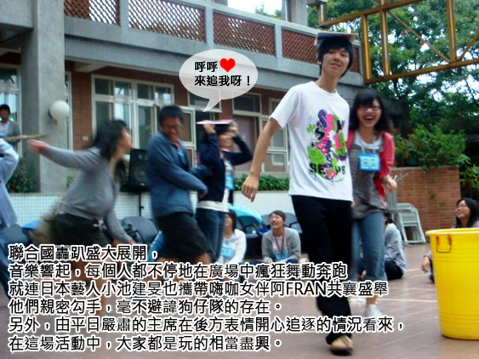 呼呼❤
來追我呀！
聯合國轟趴盛大展開，
音樂響起，每個人都不停地在廣場中瘋狂舞動奔跑
就連日本藝人小池建旻也攜帶嗨咖女伴阿FRAN共襄盛舉
他們親密勾手，毫不避諱狗仔隊的存在。
另外，由平日嚴肅的主席在後方表情開心追逐的情況看來，
在這場活動中，大家都是玩的相當盡興。